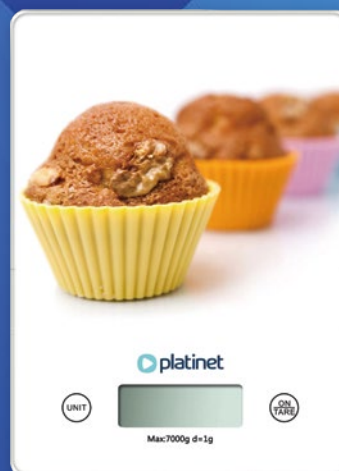 platinet
UNIT
ON
TARE
Max:7000g d=1g